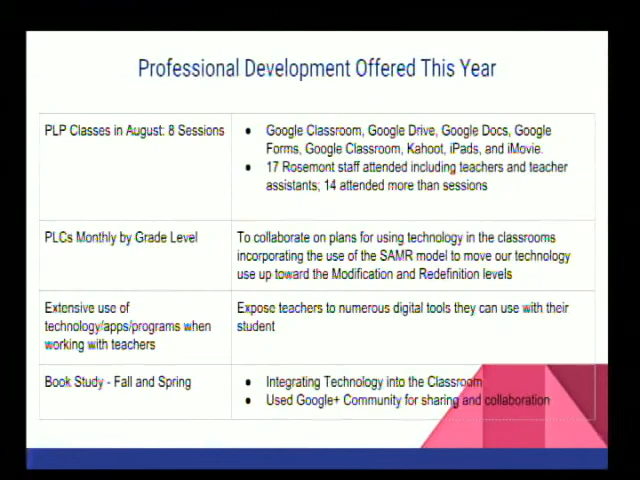 Professional Development Offered This Year
PLP Classes in August: 8 Sessions
● Google Classroom, Google Drive, Google Docs, Google
Forms, Google Classroom, Kahoot, iPads, and iMovie.
● 17 Rosemont staff attended including teachers and teacher
assistants; 14 attended more than sessions
PLCs Monthly by Grade Level
To collaborate on plans for using technology in the classrooms
incorporating the use of the SAMR model to move our technology
use up toward the Modification and Redefinition levels
Extensive use of
technology/apps/programs when
working with teachers
Expose teachers to numerous digital tools they can use with their
student
Book Study - Fall and Spring
● Integrating Technology into the Classroom
● Used Google+ Community for sharing and collaboration